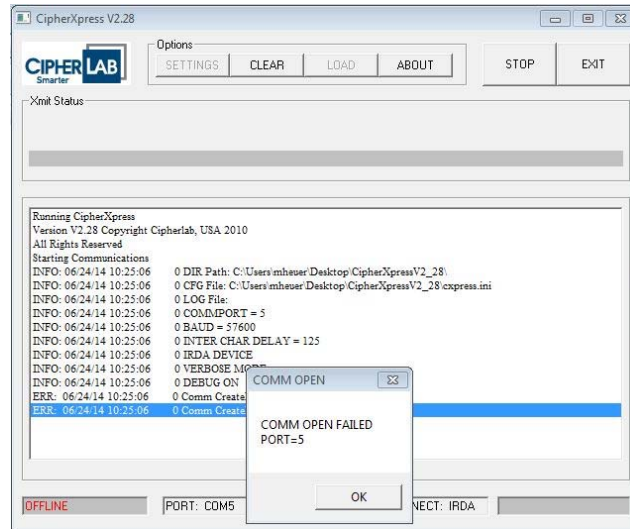 CipherXpress V2.28
CIPHER LAB
Smarter
Options
SETTINGS CLEAR LOAD ABOUT STOP EXIT
Xmit Status
Running CipherXpress
Version V2.28 Copyright Cipherlab, USA 2010
All Rights Reserved
Starting Communications
INFO: 06/24/14 10:25:06 0 DIR Path: C:\Users\mheuer\Desktop\CipherXpressV2_28\
INFO: 06/24/14 10:25:06 0 CFG File: C:\Users\mheuer\Desktop\CipherXpressV2_28\cxpress.ini
INFO: 06/24/14 10:25:06 0 LOG File:
INFO: 06/24/14 10:25:06 0 COMMPORT = 5
INFO: 06/24/14 10:25:06 0 BAUD = 57600
INFO: 06/24/14 10:25:06 0 INTER CHAR DELAY = 125
INFO: 06/24/14 10:25:06 0 IRDA DEVICE
INFO: 06/24/14 10:25:06 0 VERBOSE
INFO: 06/24/14 10:25:06 0 DEBUG ON
ERR: 06/24/14 10:25:06 0 Comm Create
ERR: 06/24/14 10:25:06 0 Comm Create
COMM OPEN
COMM OPEN FAILED
PORT=5
OK
OFFLINE PORT: COM5 NECT: IRDA